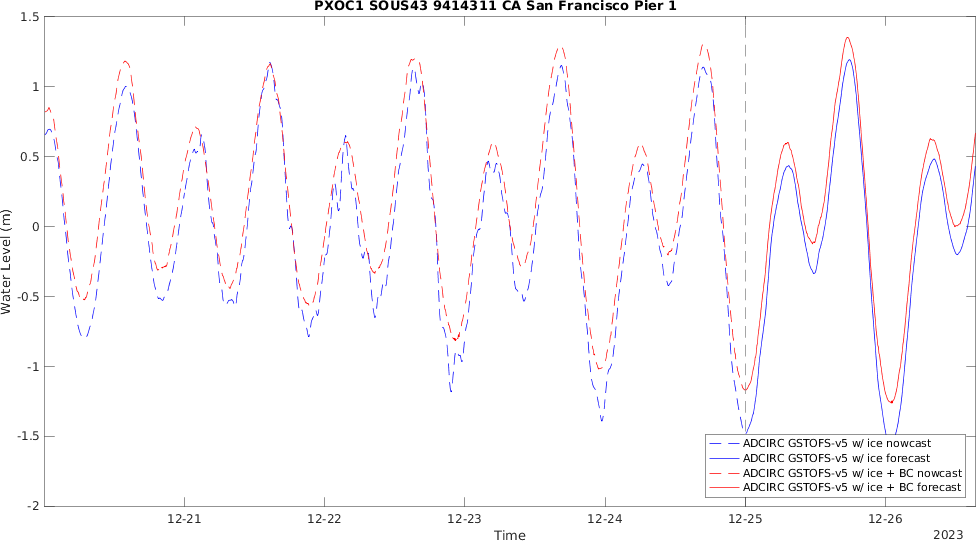 PXOC1 SOUS43 9414311 CA San Francisco Pier 1
1.5
1
0.5
0
-0.5
-1
-1.5
-2
Water Level (m)
12-21
12-22
12-23
12-24
12-25
12-26
Time
2023
ADCIRC GSTOFS-v5 w/ ice nowcast
ADCIRC GSTOFS-v5 w/ ice forecast
ADCIRC GSTOFS-v5 w/ ice + BC nowcast
ADCIRC GSTOFS-v5 w/ ice + BC forecast